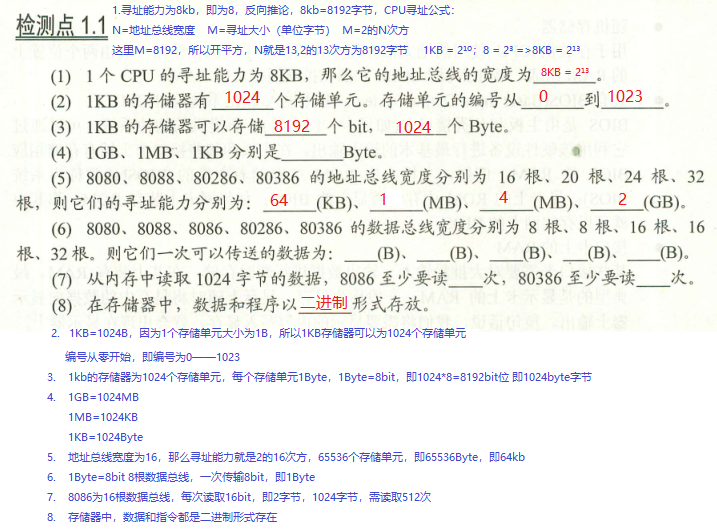 1.寻址能力为8kb，即为8，反向推论，8kb=8192字节，CPU寻址公式：
检测点 1.1
N=地址总线宽度 M=寻址大小（单位字节） M=2的N次方
这里M=8192，所以开平方，N就是13,2的13次方为8192字节 1KB = 2¹⁰；8 = 2³ =>8KB = 2¹³
(1) 1 个 CPU 的寻址能力为 8KB，那么它的地址总线的宽度为 8KB = 2¹³ 。
(2) 1KB 的存储器有 1024 个存储单元。存储单元的编号从 0 到 1023 。
(3) 1KB 的存储器可以存储 8192 个 bit， 1024 个 Byte。
(4) 1GB、1MB、1KB 分别是______Byte。
(5) 8080、8088、80286、80386 的地址总线宽度分别为 16 根、20 根、24 根、32
根，则它们的寻址能力分别为： 64 (KB)、 1 (MB)、 4 (MB)、 2 (GB)。
(6) 8080、8088、8086、80286、80386 的数据总线宽度分别为 8 根、8 根、16 根、16
根、32 根。则它们一次可以传送的数据为：____(B)、____(B)、____(B)、____(B)、____(B)。
(7) 从内存中读取 1024 字节的数据，8086 至少要读____次，80386 至少要读____次。
(8) 在存储器中，数据和程序以 二进制 形式存放。
2. 1KB=1024B，因为1个存储单元大小为1B，所以1KB存储器可以为1024个存储单元
编号从零开始，即编号为0——1023
3. 1kb的存储器为1024个存储单元，每个存储单元1Byte，1Byte=8bit，即1024*8=8192bit位 即1024byte字节
4. 1GB=1024MB
1MB=1024KB
1KB=1024Byte
5. 地址总线宽度为16，那么寻址能力就是2的16次方，65536个存储单元，即65536Byte，即64kb
6. 1Byte=8bit 8根数据总线，一次传输8bit，即1Byte
7. 8086为16根数据总线，每次读取16bit，即2字节，1024字节，需读取512次
8. 存储器中，数据和指令都是二进制形式存在